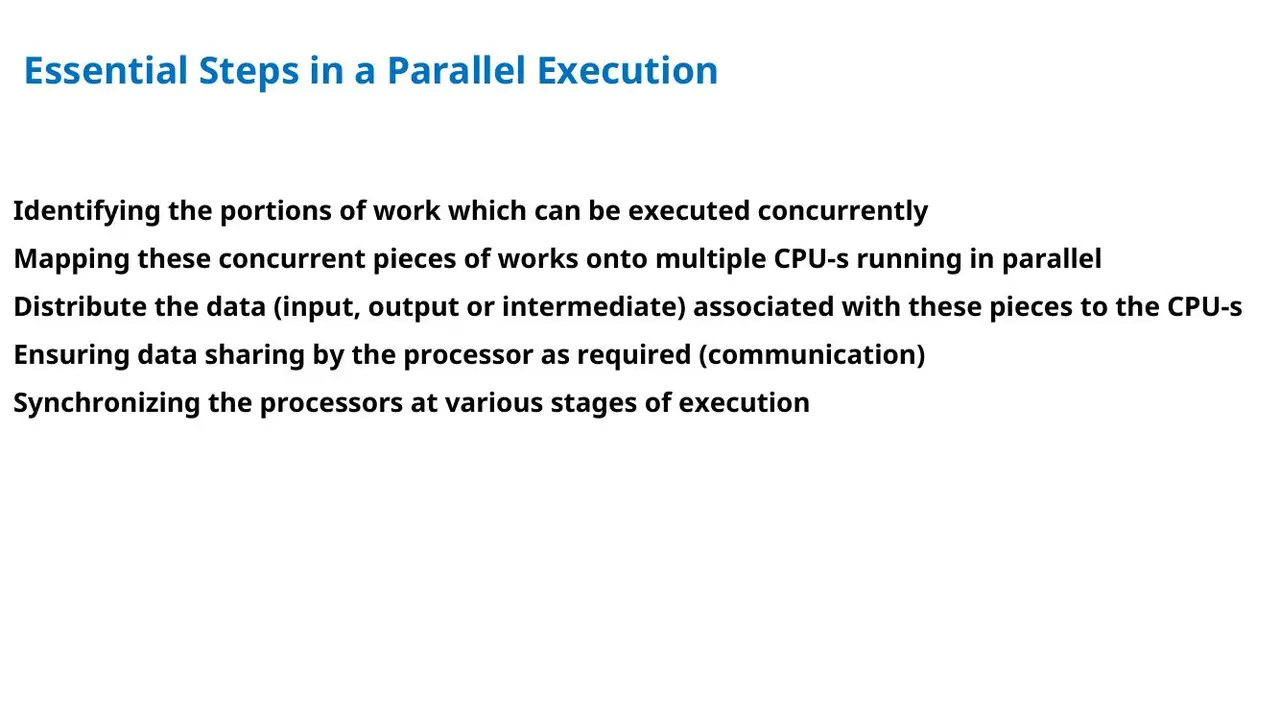 Essential Steps in a Parallel Execution
Identifying the portions of work which can be executed concurrently
Mapping these concurrent pieces of works onto multiple CPU-s running in parallel
Distribute the data (input, output or intermediate) associated with these pieces to the CPU-s
Ensuring data sharing by the processor as required (communication)
Synchronizing the processors at various stages of execution